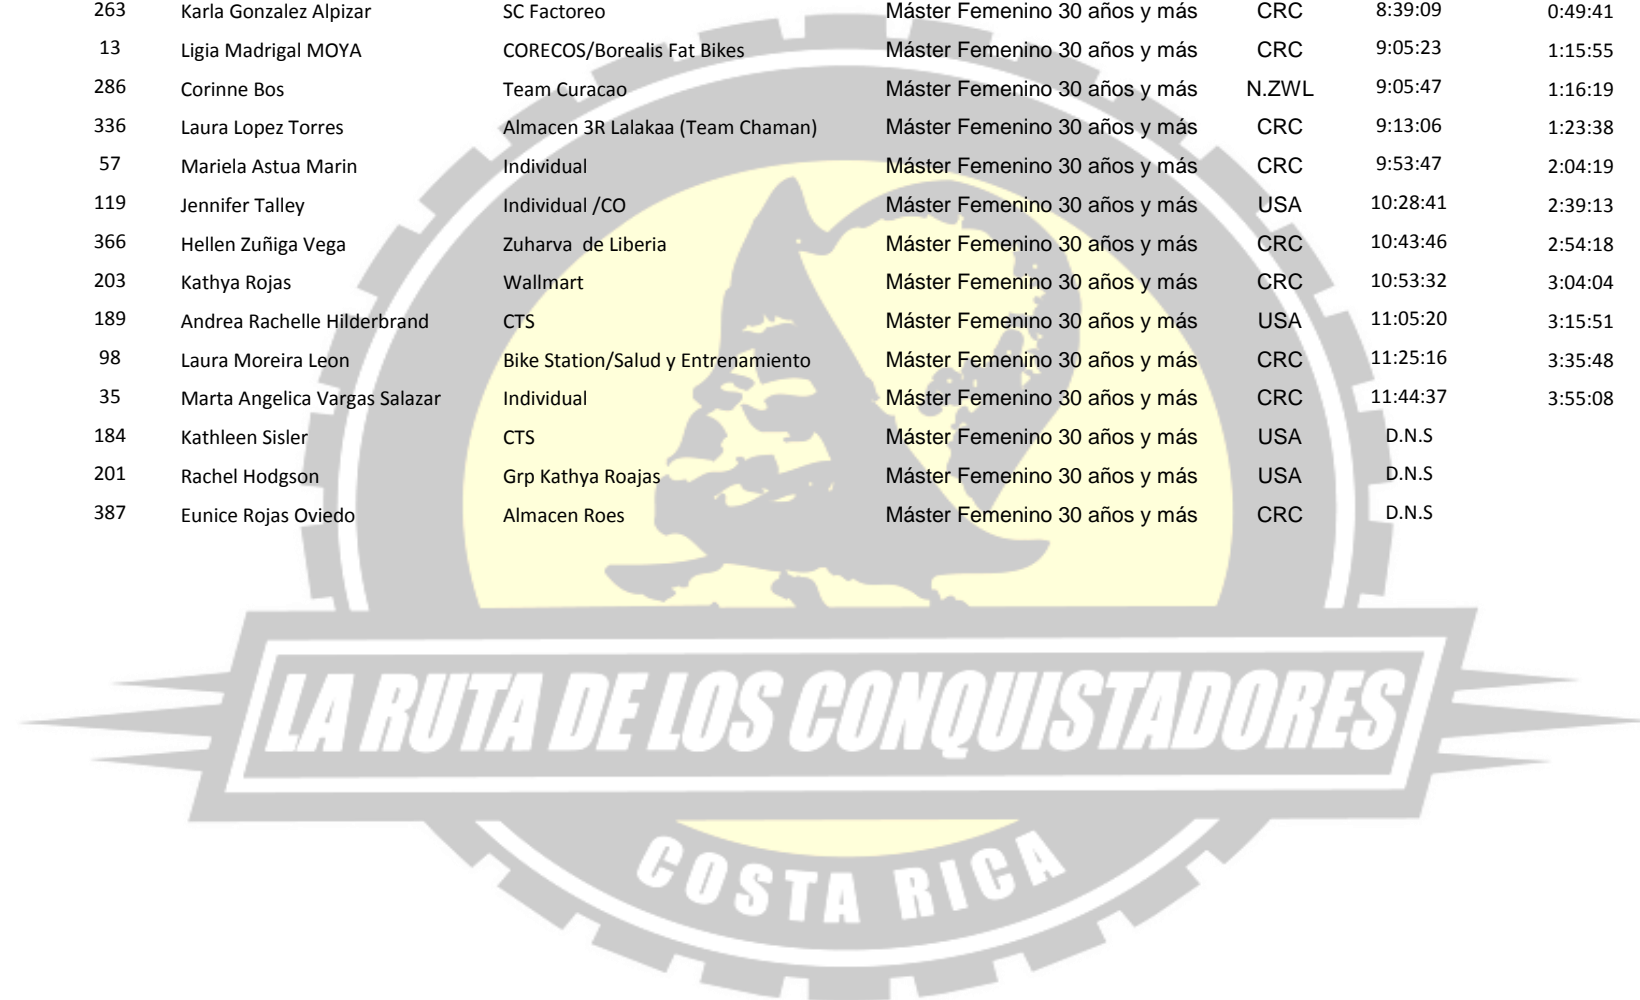 263 Karla Gonzalez Alpizar SC Factoreo Máster Femenino 30 años y más CRC 8:39:09 0:49:41
13 Ligia Madrigal MOYA CORECOS/Borealis Fat Bikes Máster Femenino 30 años y más CRC 9:05:23 1:15:55
286 Corinne Bos Team Curacao Máster Femenino 30 años y más N.ZWL 9:05:47 1:16:19
336 Laura Lopez Torres Almacen 3R Lalakaa (Team Chaman) Máster Femenino 30 años y más CRC 9:13:06 1:23:38
57 Mariela Astua Marin Individual Máster Femenino 30 años y más CRC 9:53:47 2:04:19
119 Jennifer Talley Individual /CO Máster Femenino 30 años y más USA 10:28:41 2:39:13
366 Hellen Zuñiga Vega Zuharva de Liberia Máster Femenino 30 años y más CRC 10:43:46 2:54:18
203 Kathya Rojas Wallmart Máster Femenino 30 años y más CRC 10:53:32 3:04:04
189 Andrea Rachelle Hilderbrand CTS Máster Femenino 30 años y más USA 11:05:20 3:15:51
98 Laura Moreira Leon Bike Station/Salud y Entrenamiento Máster Femenino 30 años y más CRC 11:25:16 3:35:48
35 Marta Angelica Vargas Salazar Individual Máster Femenino 30 años y más CRC 11:44:37 3:55:08
184 Kathleen Sisler CTS Máster Femenino 30 años y más USA D.N.S
201 Rachel Hodgson Grp Kathya Roajas Máster Femenino 30 años y más USA D.N.S
387 Eunice Rojas Oviedo Almacen Roes Máster Femenino 30 años y más CRC D.N.S
LA RUTA DE LOS CONQUISTADORES
COSTA RICA